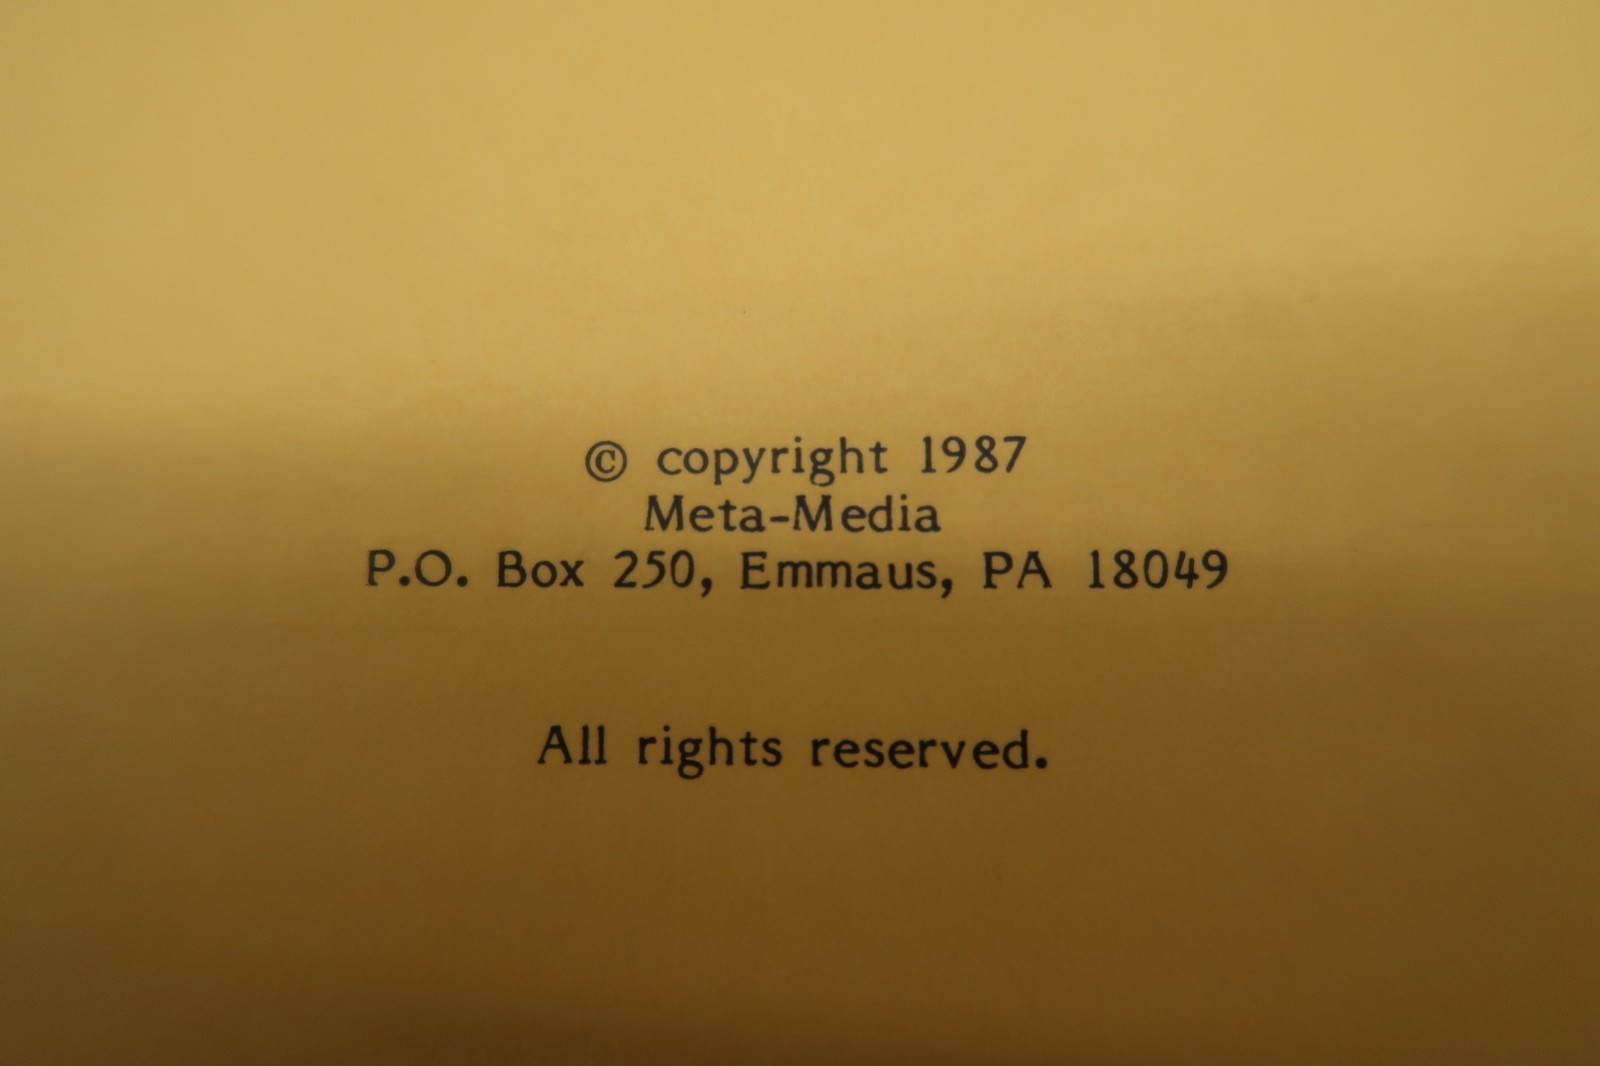 © copyright 1987
Meta-Media
P.O. Box 250, Emmaus, PA 18049
All rights reserved.